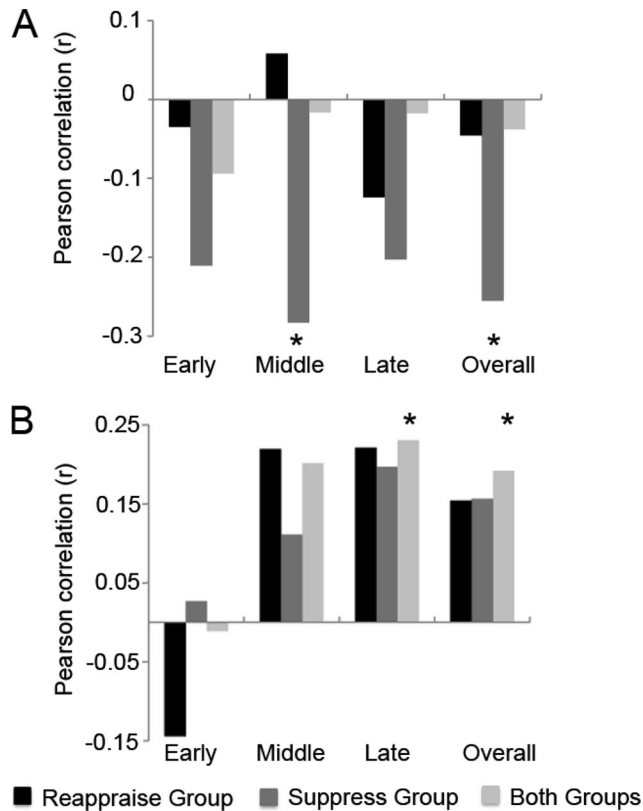 A
Pearson correlation (r)
0.1
0
-0.1
-0.2
-0.3
* *
Early Middle Late Overall
B
Pearson correlation (r)
0.25
0.15
0.05
-0.05
-0.15
* *
Early Middle Late Overall
Reappraise Group Suppress Group Both Groups